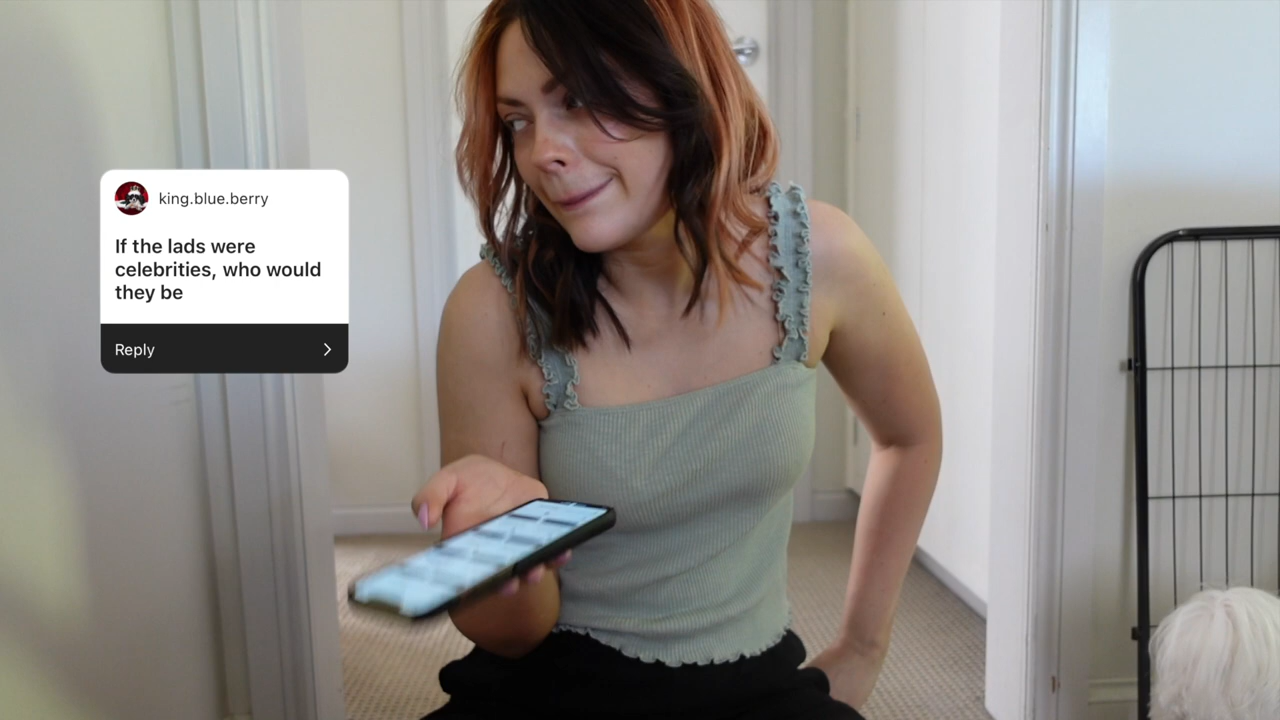 king.blue.berry
If the lads were
celebrities, who would
they be
Reply